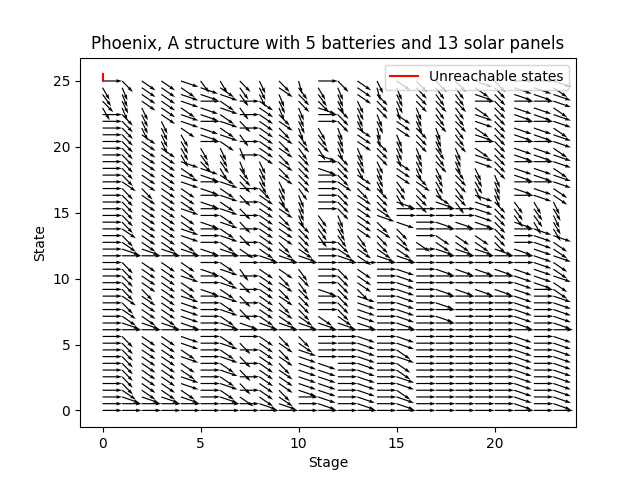 Phoenix, A structure with 5 batteries and 13 solar panels
Unreachable states
25
20
15
10
5
0
State
0 5 10 15 20
Stage